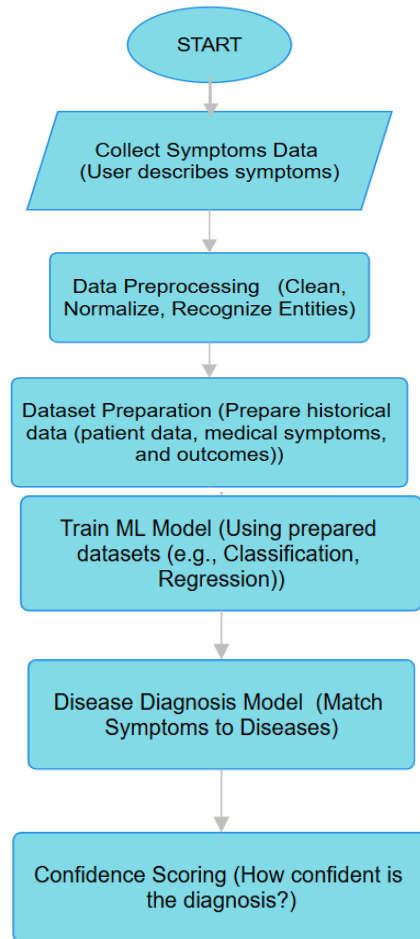 START
Collect Symptoms Data
(User describes symptoms)
Data Preprocessing (Clean,
Normalize, Recognize Entities)
Dataset Preparation (Prepare historical
data (patient data, medical symptoms,
and outcomes))
Train ML Model (Using prepared
datasets (e.g., Classification,
Regression))
Disease Diagnosis Model (Match
Symptoms to Diseases)
Confidence Scoring (How confident is
the diagnosis?)